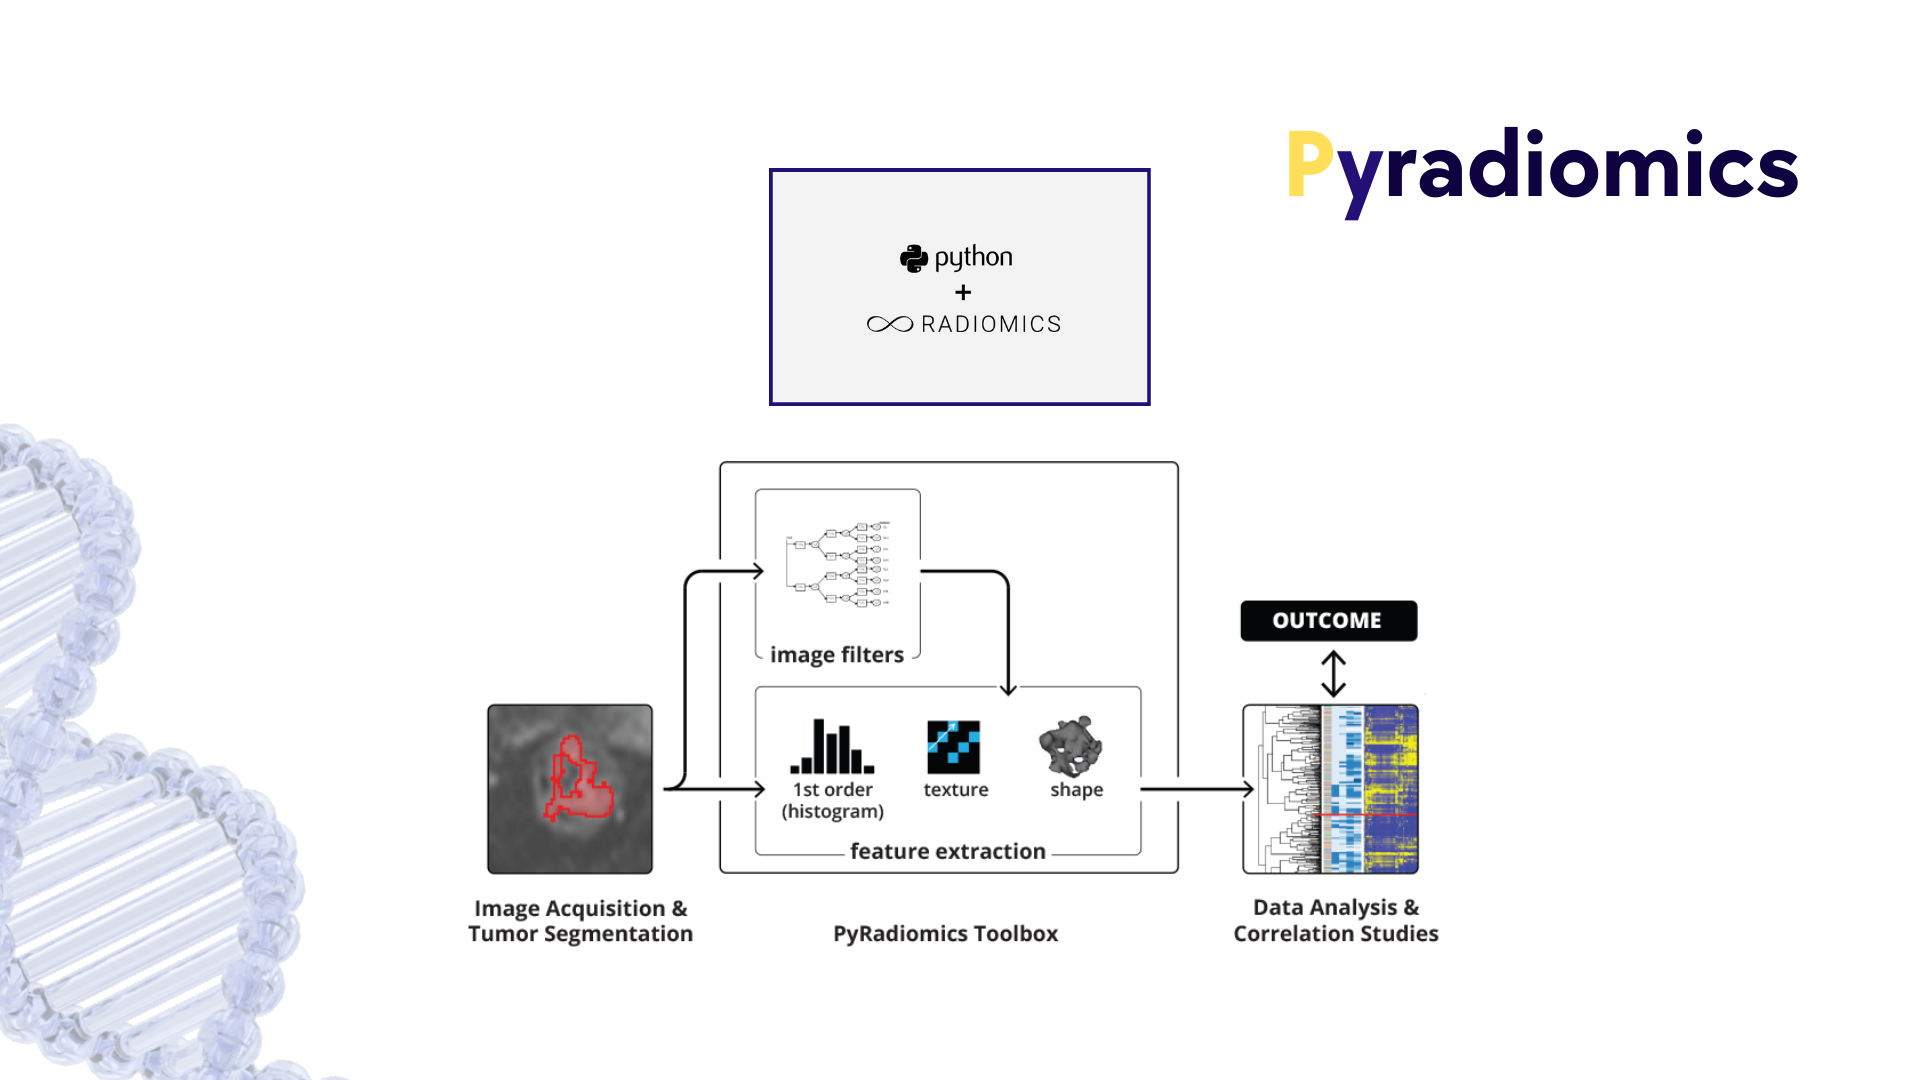 Pyradiomics
python
+
RADIOMICS
image filters
OUTCOME
1st order
(histogram)
texture
shape
feature extraction
Image Acquisition &
Tumor Segmentation
PyRadiomics Toolbox
Data Analysis &
Correlation Studies